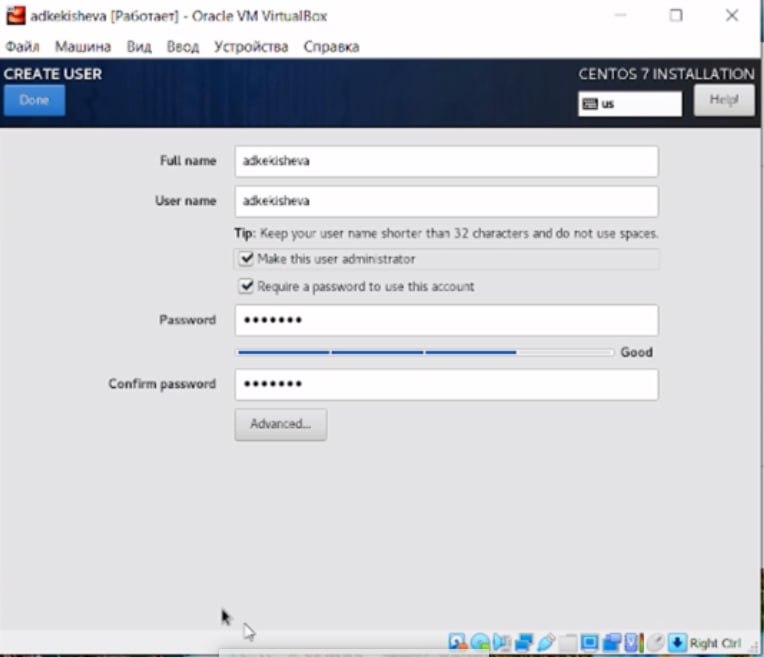 adkekisheva [Работает] - Oracle VM VirtualBox
Файл Машина Вид Ввод Устройства Справка
CREATE USER
CENTOS 7 INSTALLATION
Done
us
Help!
Full name
adkekisheva
User name
adkekisheva
Tip: Keep your user name shorter than 32 characters and do not use spaces.
Make this user administrator
Require a password to use this account
Password
•••••••
Good
Confirm password
•••••••
Advanced...
Right Ctrl